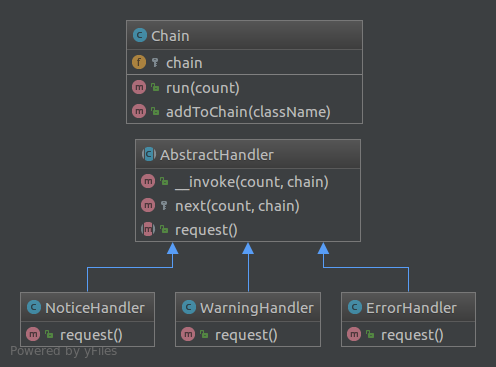 Chain
chain
run(count)
addToChain(className)
AbstractHandler
__invoke(count, chain)
next(count, chain)
request()
NoticeHandler
request()
WarningHandler
request()
ErrorHandler
request()
Powered by yFiles